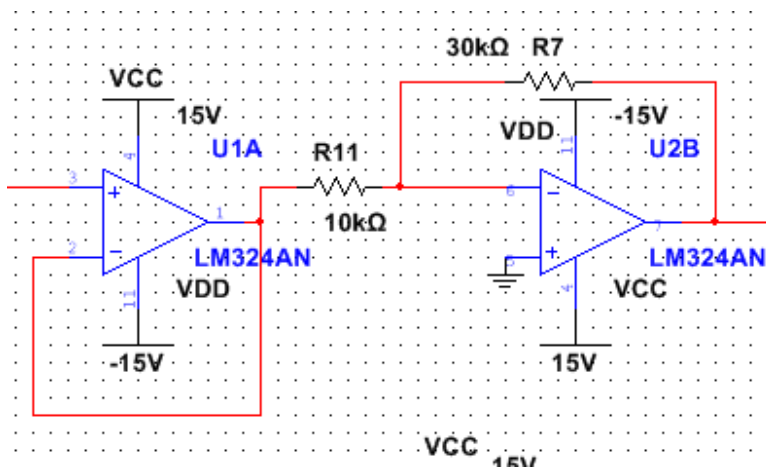 30kΩ R7
VCC
15V
-15V
VDD
4
11
U1A
U2B
R11
3
6
1
7
10kΩ
2
5
LM324AN
LM324AN
VDD
VCC
11
4
-15V
15V
VCC
15V